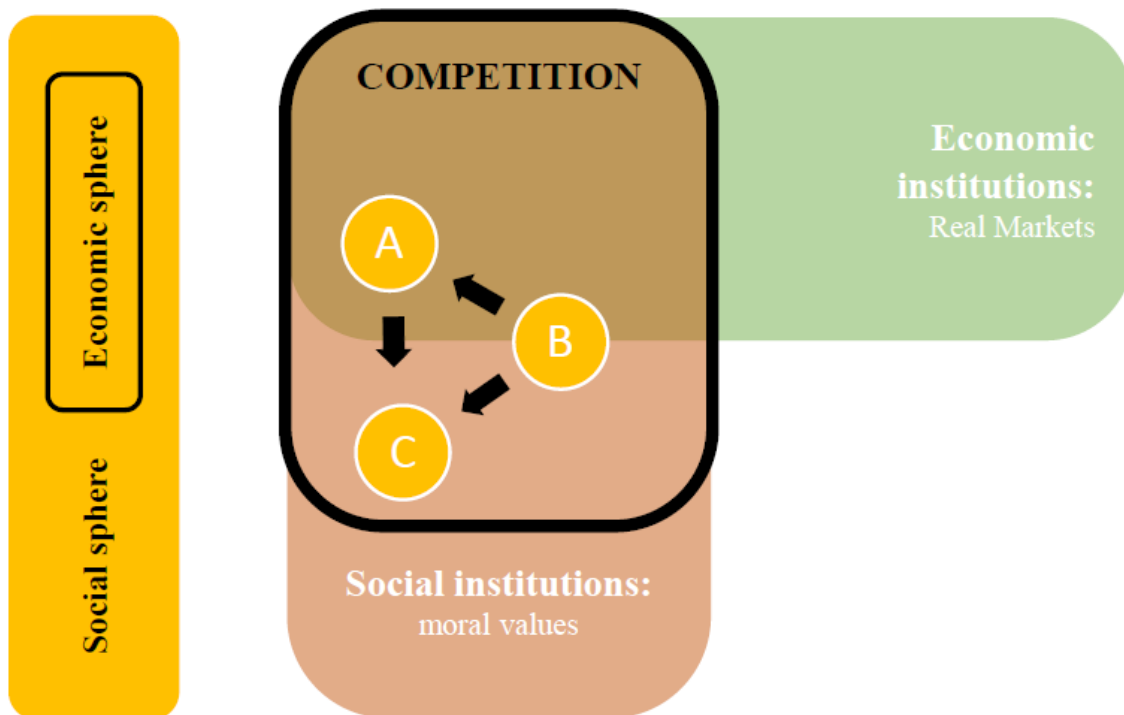 Economic sphere
Social sphere
COMPETITION
A
B
C
Economic
institutions:
Real Markets
Social institutions:
moral values